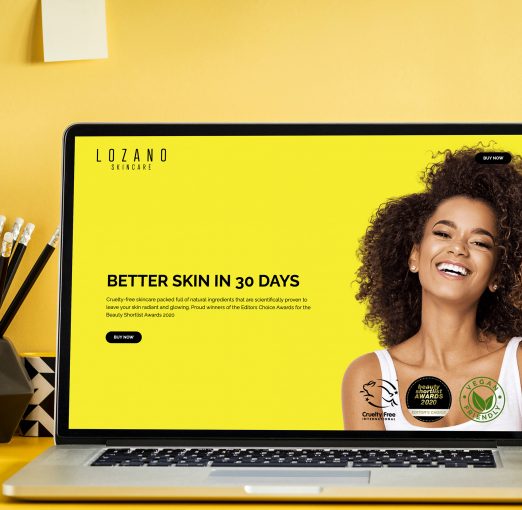 LOZANO
SKINCARE
BUY NOW
BETTER SKIN IN 30 DAYS
Cruelty-free skincare packed full of natural ingredients that are scientifically proven to
leave your skin radiant and glowing. Proud winners of the Editors Choice Awards for the
Beauty Shortlist Awards 2020
BUY NOW
Cruelty Free
INTERNATIONAL
beauty
shortlist
AWARDS
2020
EDITOR'S CHOICE
VEGAN
FRIENDLY